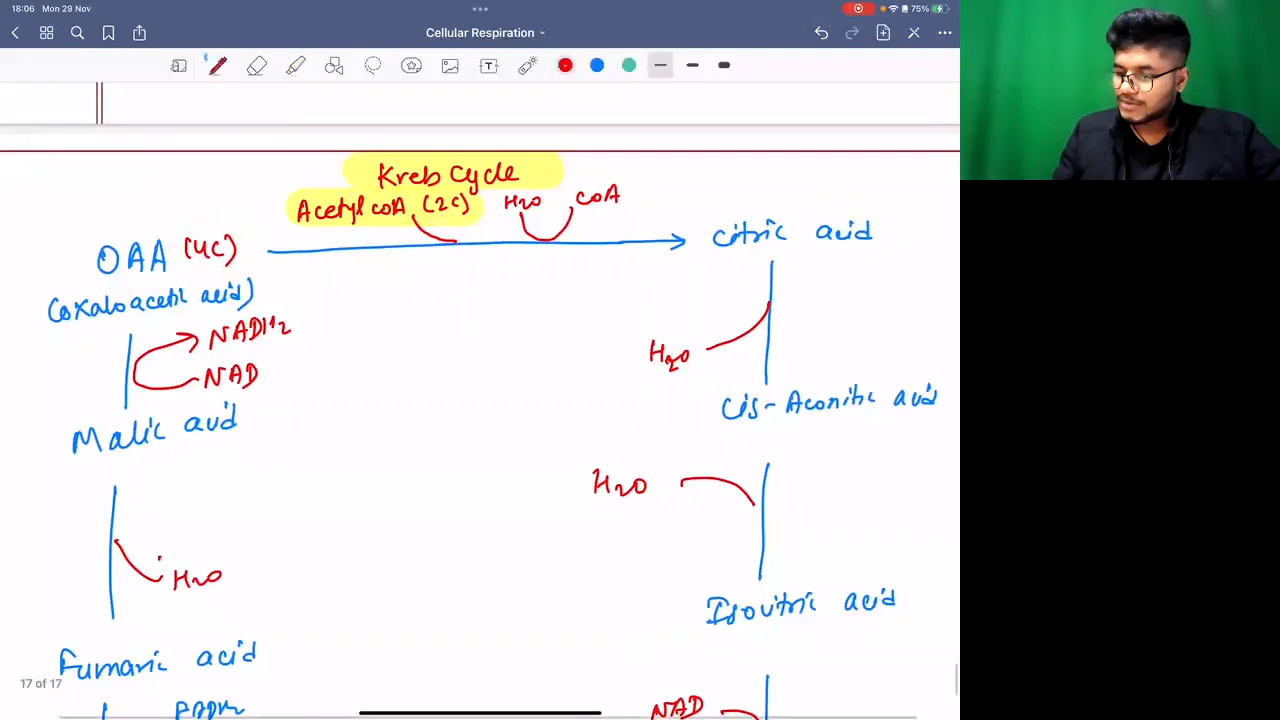 18:06 Mon 29 Nov
75%
Cellular Respiration
Kreb Cycle
Acetyl coA (2C)
H2O
CoA
OAA (4C)
(oxaloacetic acid)
Citric acid
NADH2
NAD
H2O
Malic acid
Cis-Aconitic acid
H2O
H2O
Isocitric acid
Fumaric acid
17 of 17
FADH2
NAD